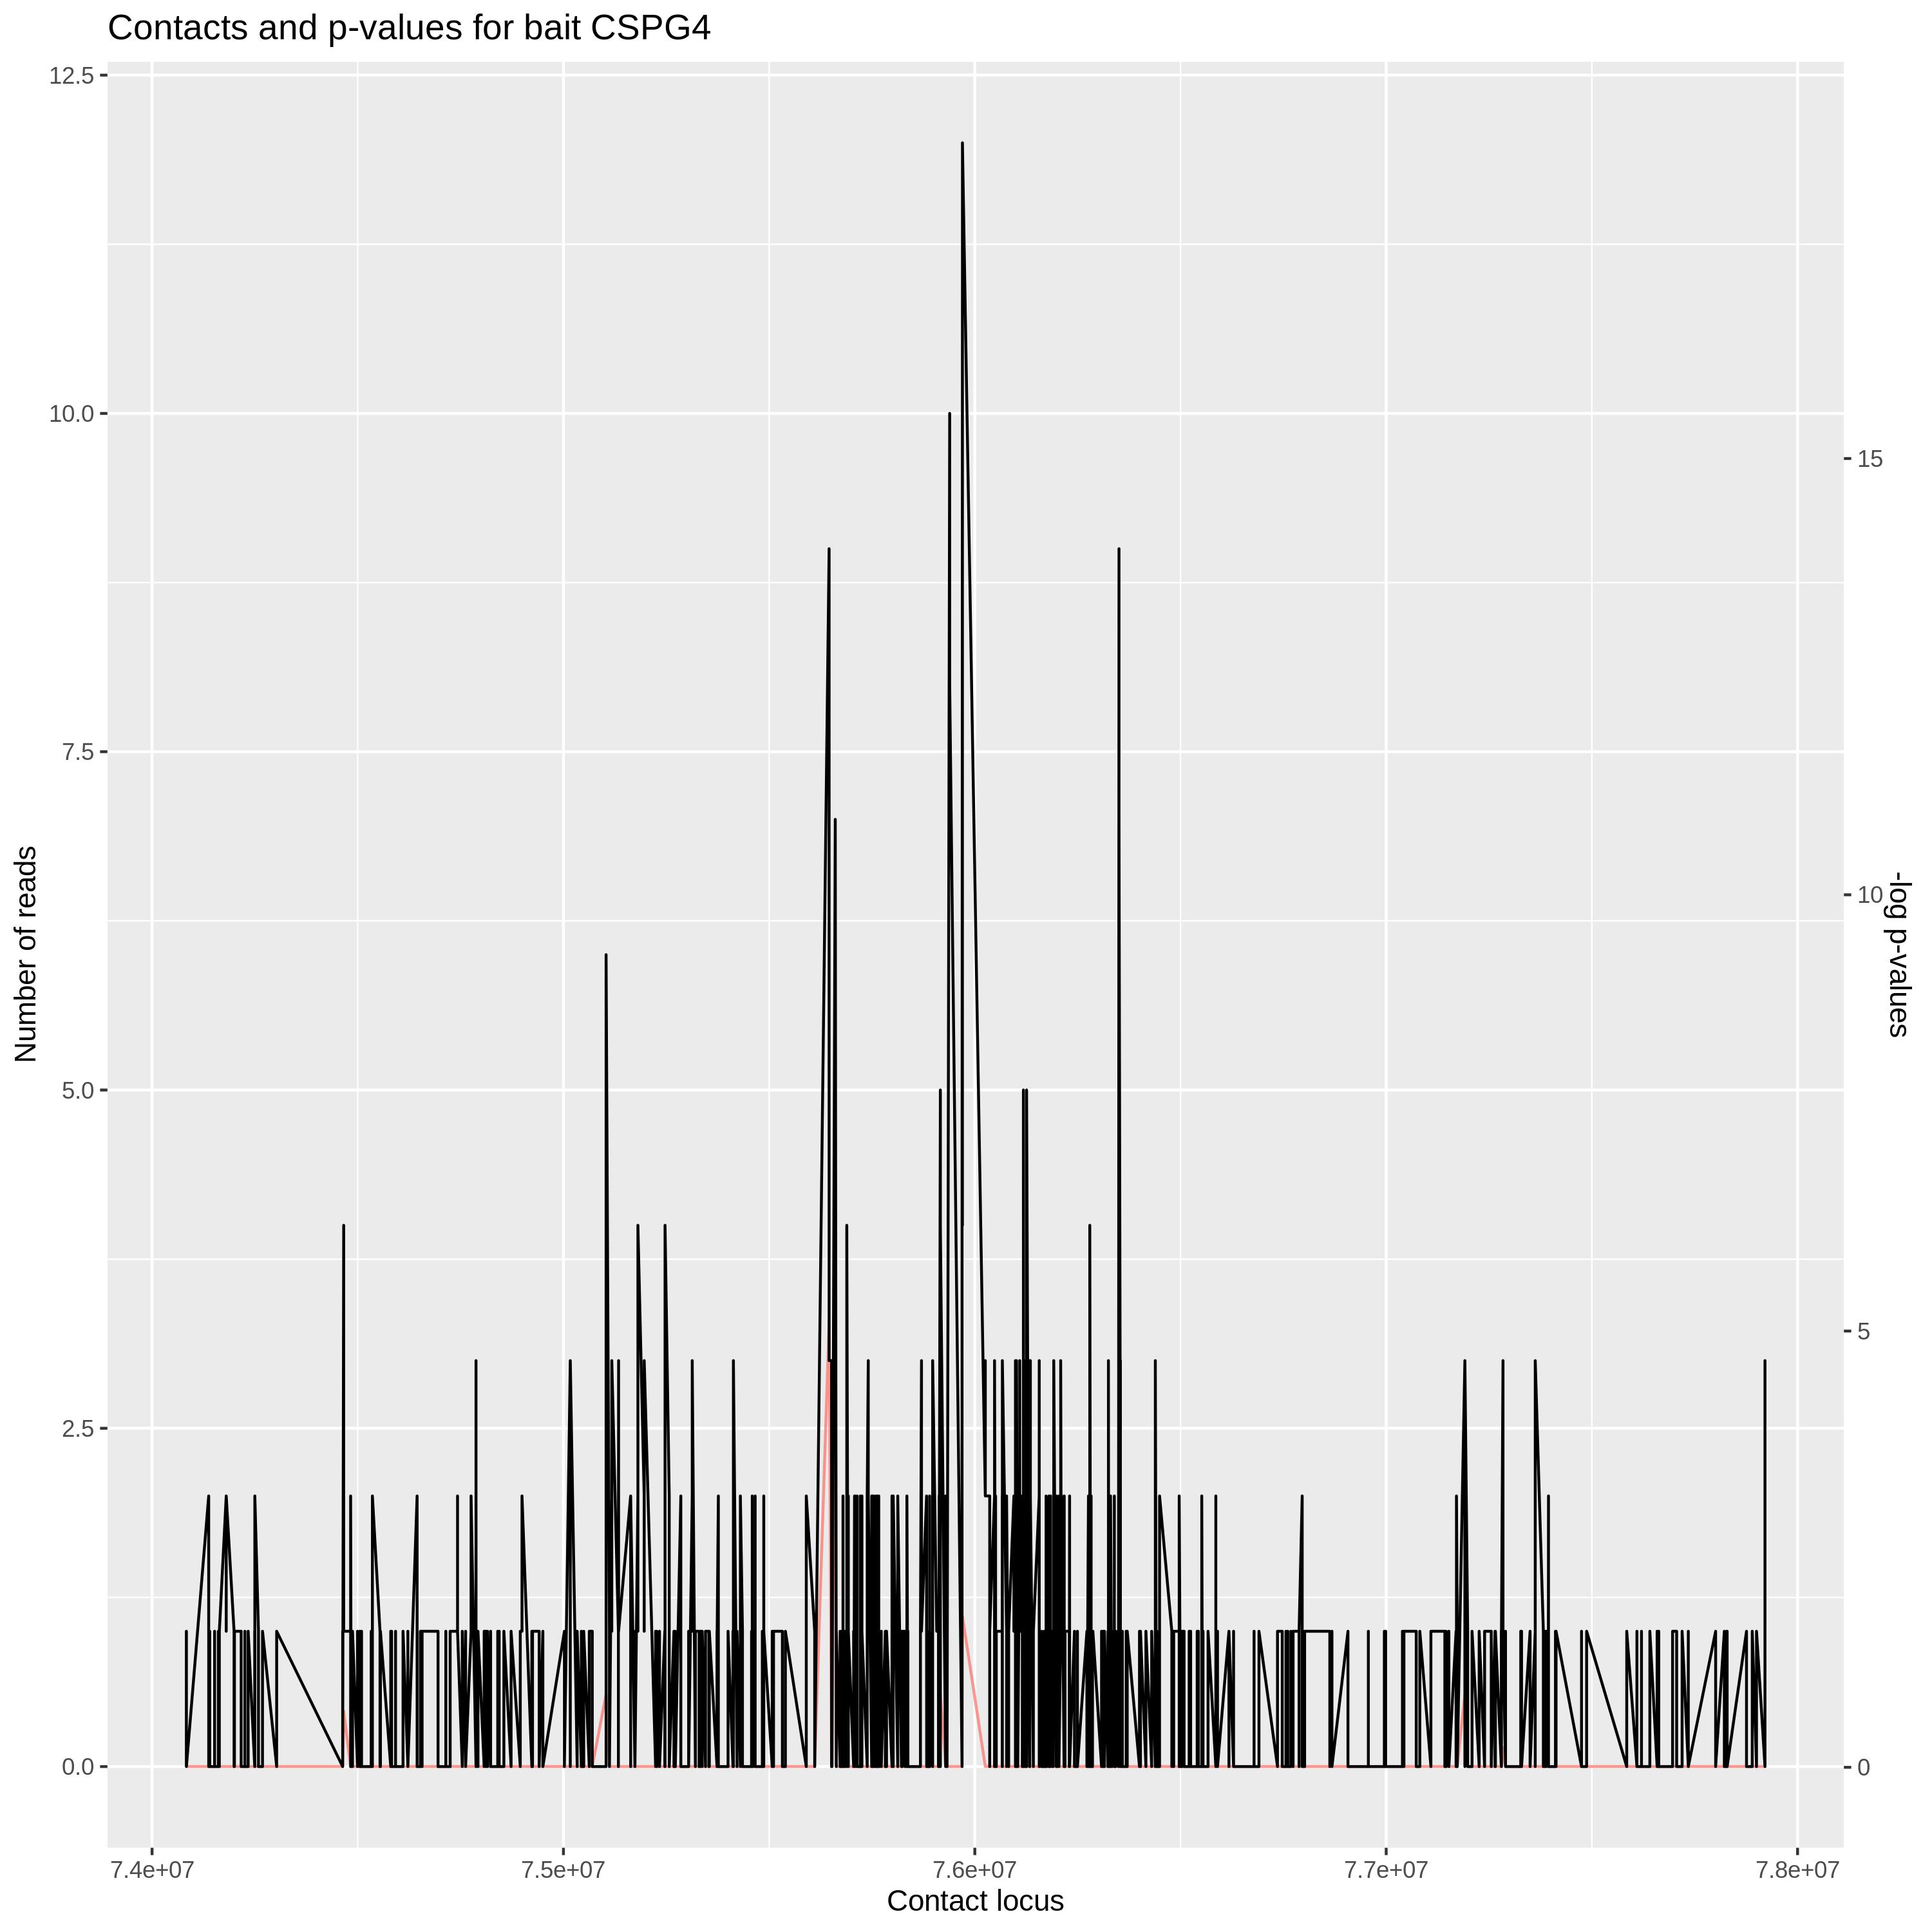 Contacts and p-values for bait CSPG4
12.5
10.0
7.5
5.0
2.5
0.0
Number of reads
15
10
5
0
-log p-values
7.4e+07 7.5e+07 7.6e+07 7.7e+07 7.8e+07
Contact locus